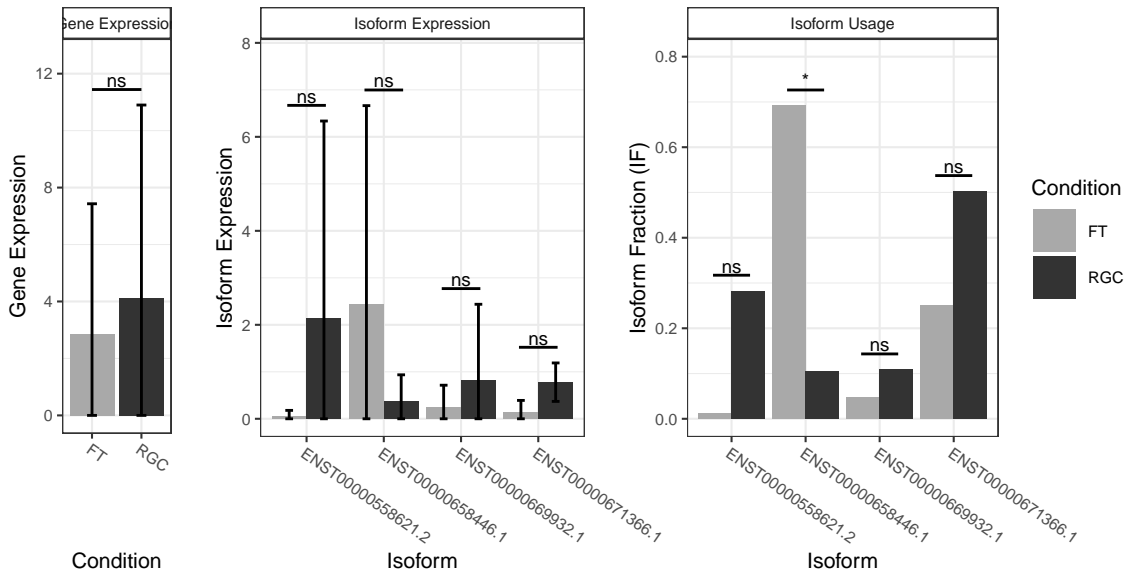 Gene Expression
Isoform Expression
Isoform Usage
Gene Expression
12
8
4
0
ns
FT
RGC
Condition
Isoform Expression
8
6
4
2
0
ns
ns
ns
ns
ENST00000558621.2
ENST00000658446.1
ENST00000669932.1
ENST00000671366.1
Isoform
Isoform Fraction (IF)
0.8
0.6
0.4
0.2
0.0
ns
*
ns
ns
ENST00000558621.2
ENST00000658446.1
ENST00000669932.1
ENST00000671366.1
Isoform
Condition
FT
RGC